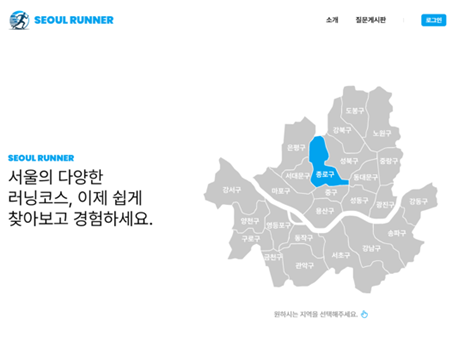 SEOUL RUNNER
소개 질문게시판 로그인
SEOUL RUNNER
서울의 다양한
러닝코스, 이제 쉽게
찾아보고 경험하세요.
도봉구
노원구
강북구
은평구
성북구
중랑구
종로구
동대문구
서대문구
강서구
마포구
중구
성동구
광진구
강동구
용산구
양천구
영등포구
송파구
구로구
동작구
강남구
서초구
금천구
관악구
원하시는 지역을 선택해주세요.